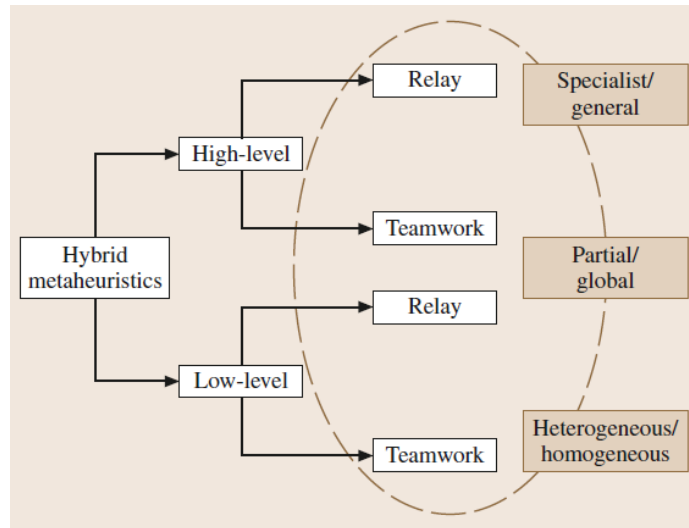 Relay
Specialist/
general
High-level
Teamwork
Hybrid
metaheuristics
Partial/
global
Relay
Low-level
Teamwork
Heterogeneous/
homogeneous